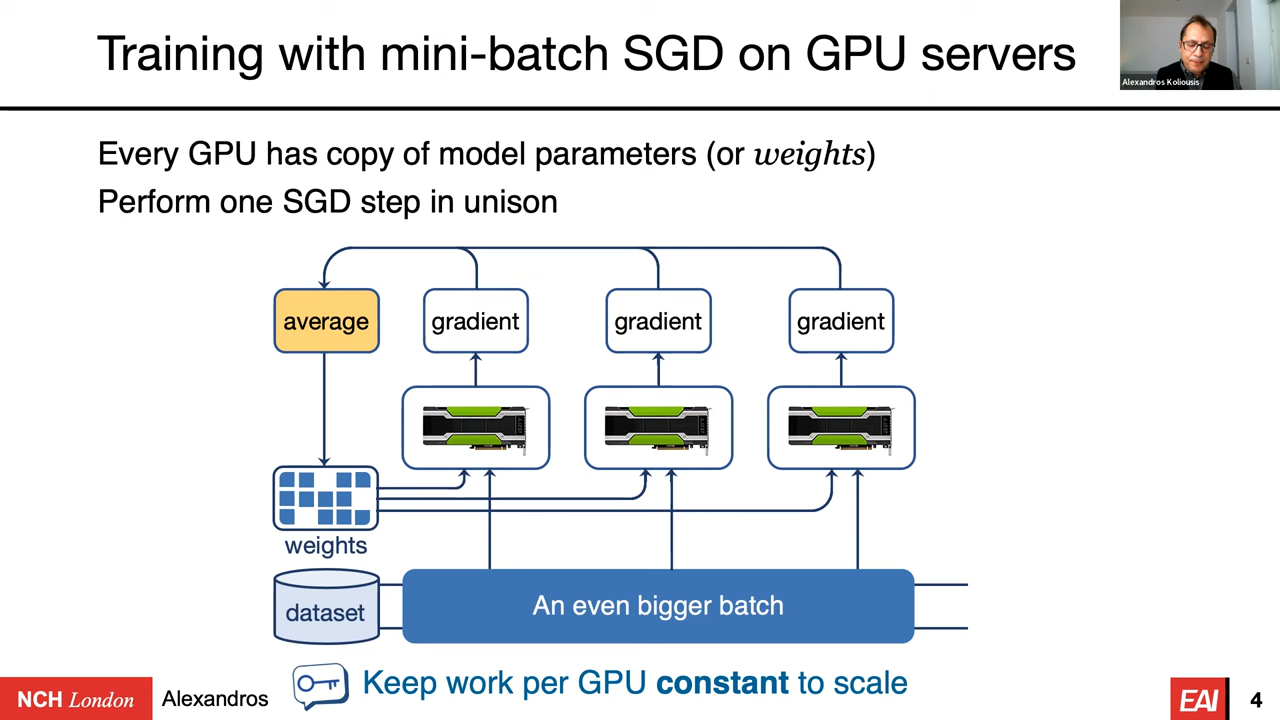 Training with mini-batch SGD on GPU servers
Alexandros Koliousis
Every GPU has copy of model parameters (or weights)
Perform one SGD step in unison
average
gradient
gradient
gradient
weights
dataset
An even bigger batch
Keep work per GPU constant to scale
NCH London
Alexandros
EAI
4